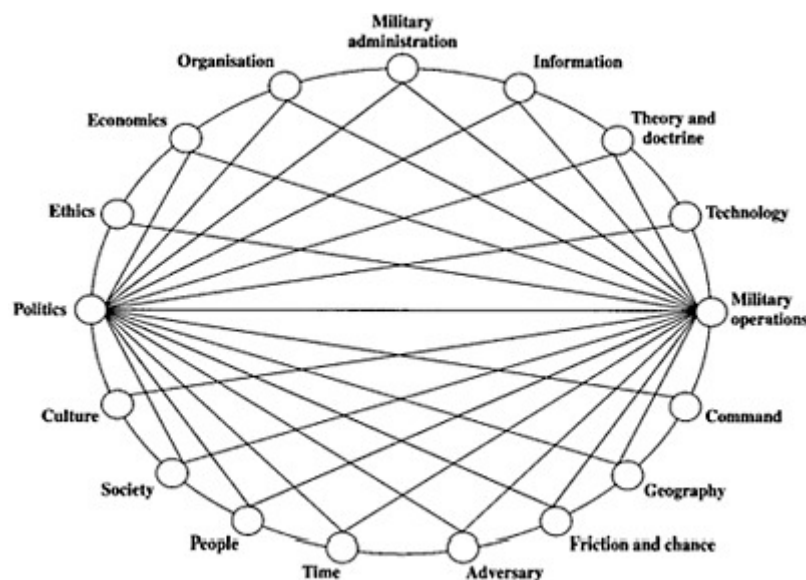 Military
administration
Organisation
Information
Economics
Theory and
doctrine
Ethics
Technology
Politics
Military
operations
Culture
Command
Society
Geography
People
Friction and chance
Time
Adversary